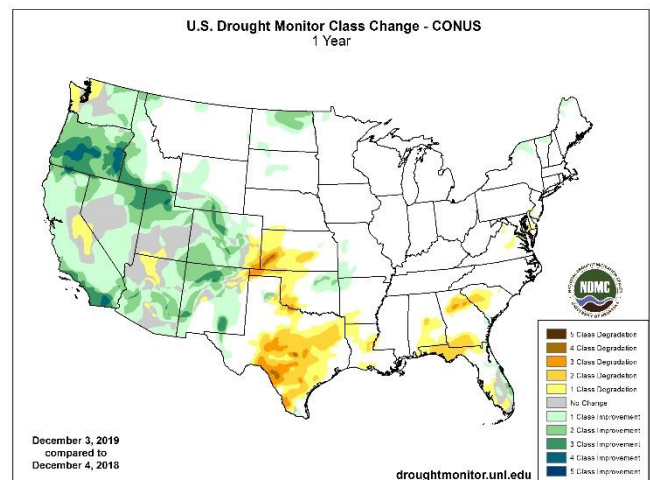 U.S. Drought Monitor Class Change - CONUS
1 Year
NDMC
5 Class Degradation
4 Class Degradation
3 Class Degradation
2 Class Degradation
1 Class Degradation
No Change
1 Class Improvement
2 Class Improvement
3 Class Improvement
4 Class Improvement
5 Class Improvement
December 3, 2019
compared to
December 4, 2018
droughtmonitor.unl.edu